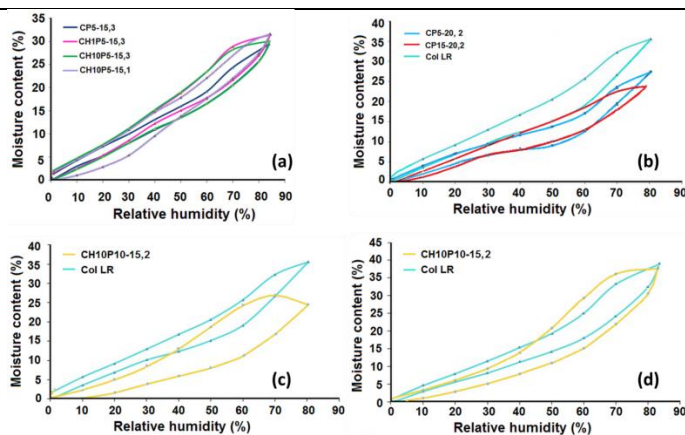 35
30
25
20
15
10
5
0
Moisture content (%)
CP5-15,3
CH1P5-15,3
CH10P5-15,3
CH10P5-15,1
(a)
0 10 20 30 40 50 60 70 80 90
Relative humidity (%)
40
35
30
25
20
15
10
5
0
Moisture content (%)
CP5-20, 2
CP15-20,2
Col LR
(b)
0 10 20 30 40 50 60 70 80 90
Relative humidity (%)
40
35
30
25
20
15
10
5
0
Moisture content (%)
CH10P10-15,2
Col LR
(c)
0 10 20 30 40 50 60 70 80 90
Relative humidity (%)
45
40
35
30
25
20
15
10
5
0
Moisture content (%)
CH10P10-15,2
Col LR
(d)
0 10 20 30 40 50 60 70 80 90
Relative humidity (%)